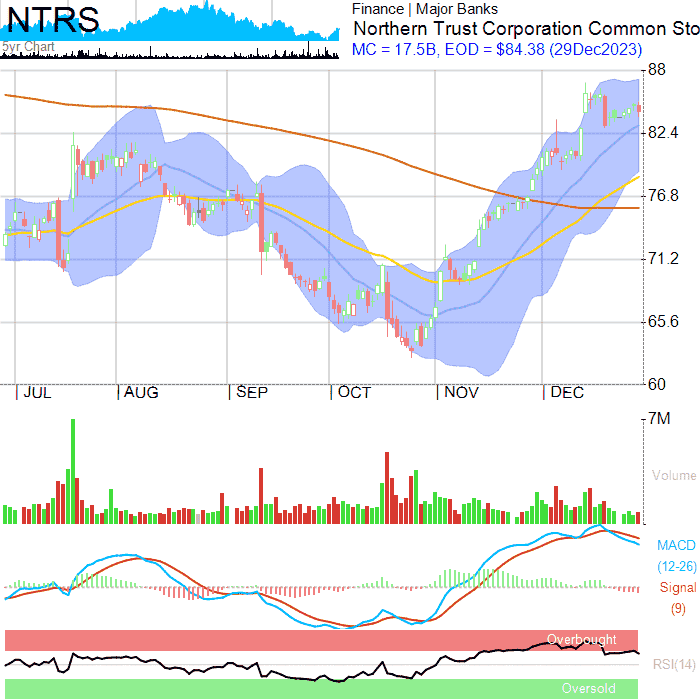 NTRS
5yr Chart
Finance | Major Banks
Northern Trust Corporation Common Sto
MC = 17.5B, EOD = $84.38 (29Dec2023)
88
82.4
76.8
71.2
65.6
60
JUL AUG SEP OCT NOV DEC
7M
Volume
MACD
(12-26)
Signal
(9)
Overbought
RSI(14)
Oversold